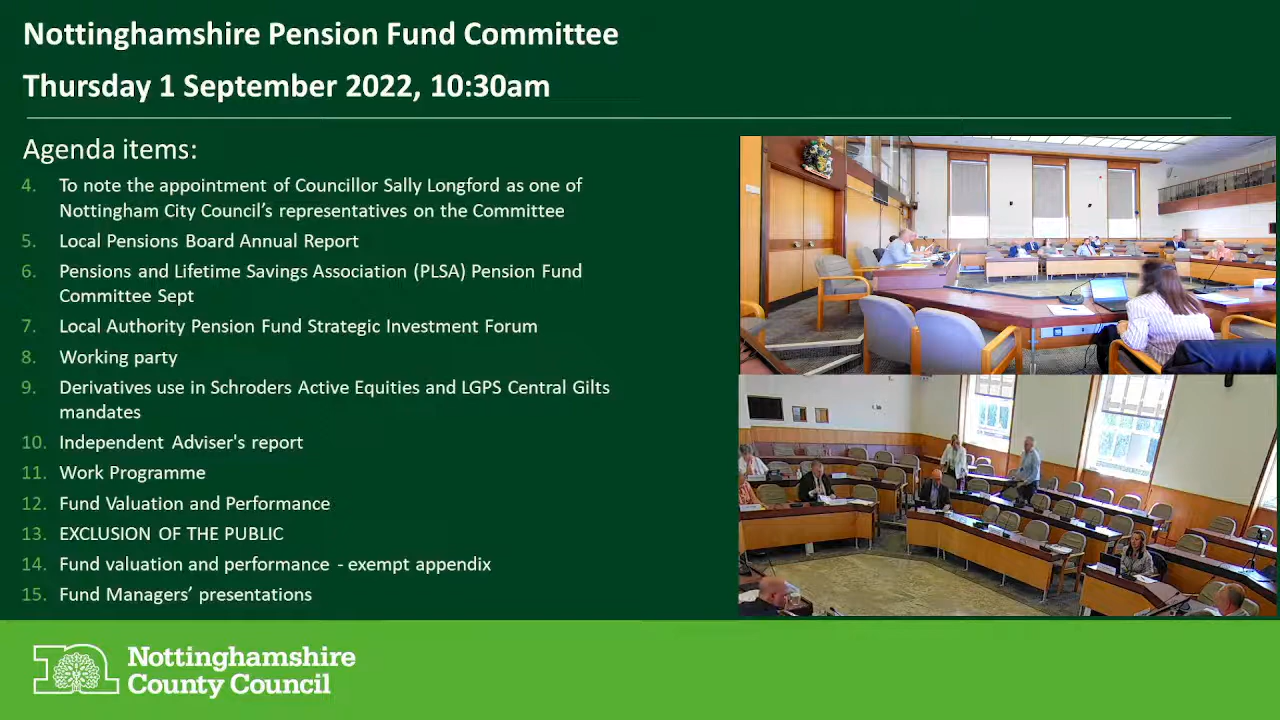 Nottinghamshire Pension Fund Committee
Thursday 1 September 2022, 10:30am
Agenda items:
4. To note the appointment of Councillor Sally Longford as one of
Nottingham City Council's representatives on the Committee
5. Local Pensions Board Annual Report
6. Pensions and Lifetime Savings Association (PLSA) Pension Fund
Committee Sept
7. Local Authority Pension Fund Strategic Investment Forum
8. Working party
9. Derivatives use in Schroders Active Equities and LGPS Central Gilts
mandates
10. Independent Adviser's report
11. Work Programme
12. Fund Valuation and Performance
13. EXCLUSION OF THE PUBLIC
14. Fund valuation and performance - exempt appendix
15. Fund Managers’ presentations
Nottinghamshire
County Council